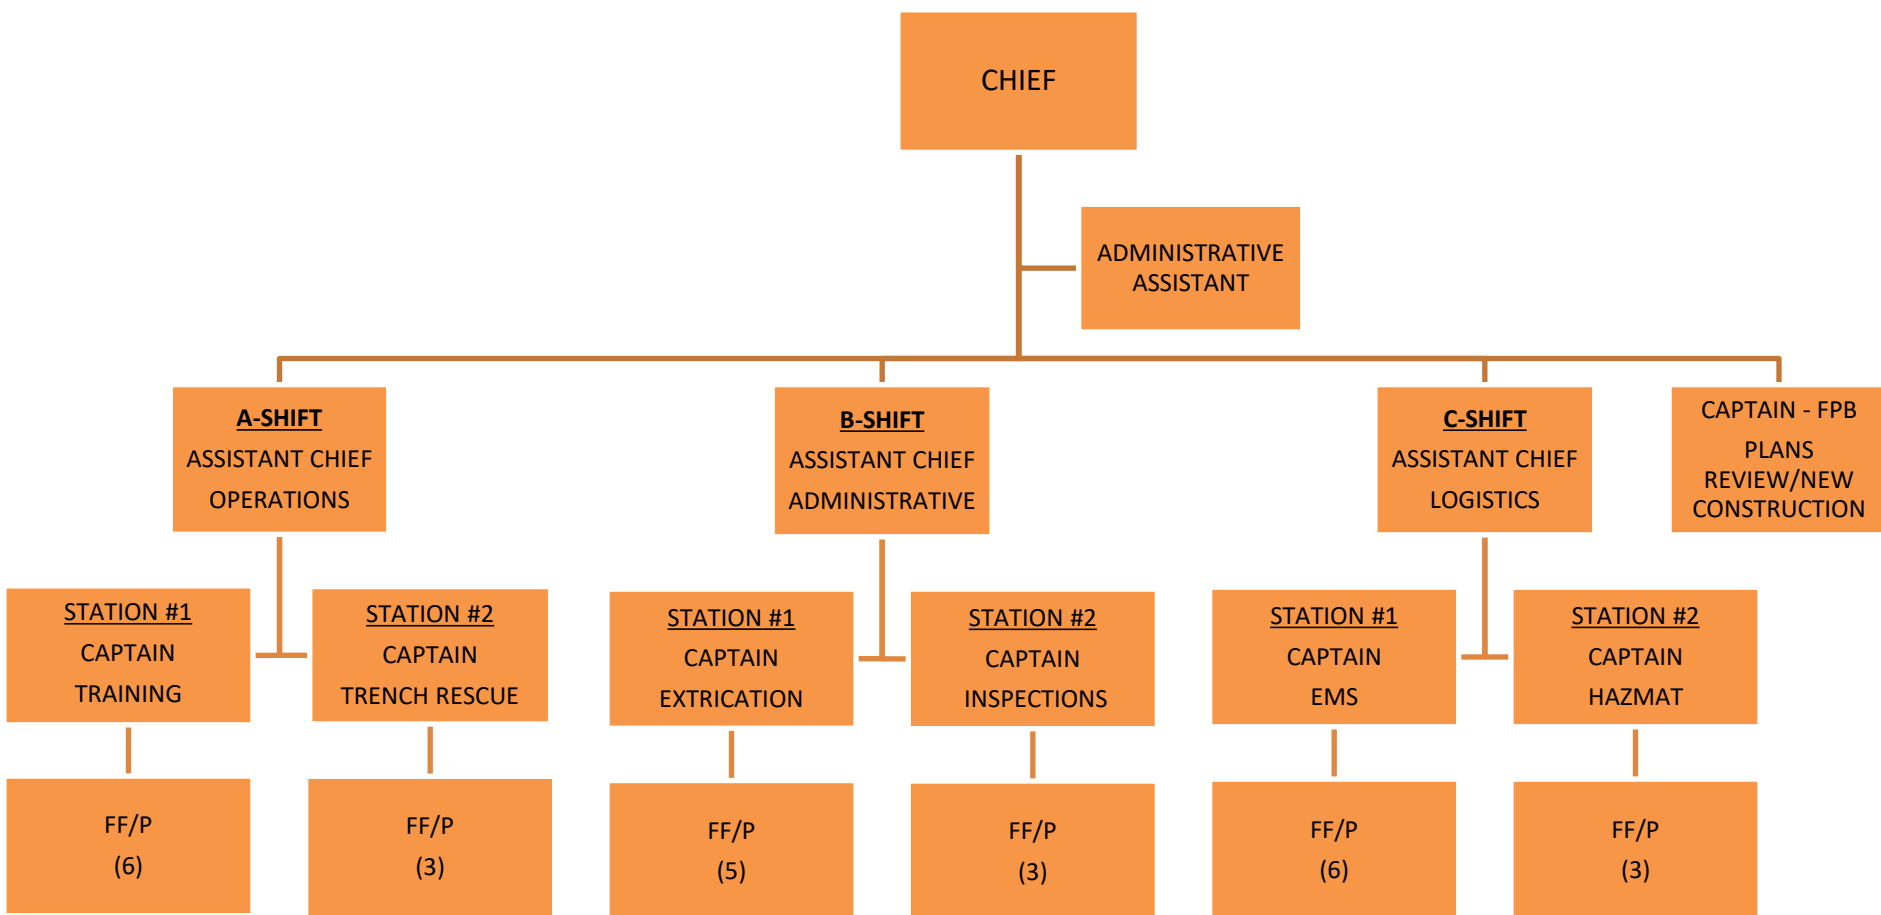 CHIEF
ADMINISTRATIVE
ASSISTANT
A-SHIFT
ASSISTANT CHIEF
OPERATIONS
B-SHIFT
ASSISTANT CHIEF
ADMINISTRATIVE
C-SHIFT
ASSISTANT CHIEF
LOGISTICS
CAPTAIN - FPB
PLANS
REVIEW/NEW
CONSTRUCTION
STATION #1
CAPTAIN
TRAINING
STATION #2
CAPTAIN
TRENCH RESCUE
STATION #1
CAPTAIN
EXTRICATION
STATION #2
CAPTAIN
INSPECTIONS
STATION #1
CAPTAIN
EMS
STATION #2
CAPTAIN
HAZMAT
FF/P
(6)
FF/P
(3)
FF/P
(5)
FF/P
(3)
FF/P
(6)
FF/P
(3)